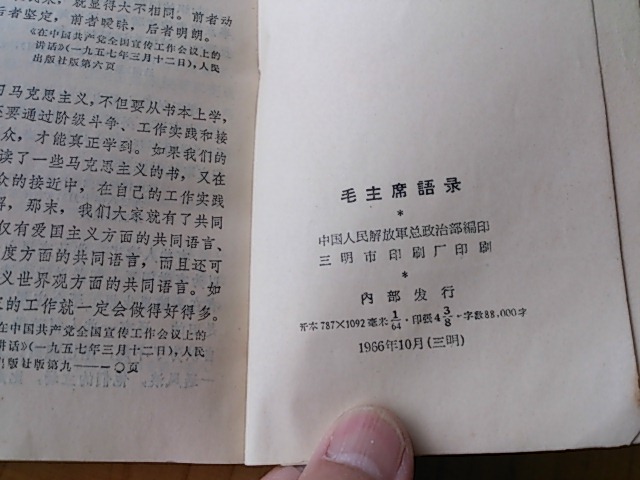 就显得大不相同。前者动
后者坚定,前者暧昧,后者明朗。
《在中国共产党全国宣传工作会议上的
讲话》(一九五七年三月十二日),人民
出版社版第六页
习马克思主义,不但要从书本上学,
还要通过阶级斗争、工作实践和接
众,才能真正学到。如果我们的
读了一些马克思主义的书,又在
众的接近中,在自己的工作实践
解,那末,我们大家就有了共同
仅有爱国主义方面的共同语言、
度方面的共同语言,而且还可
义世界观方面的共同语言。如
的工作就一定会做得好得多。
在中国共产党全国宣传工作会议上的
讲话》(一九五七年三月十二日),人民
出版社版第九——一〇页
毛主席語录
*
中国人民解放軍总政治部編印
三明市印刷厂印刷
*
内部发行
开本787×1092毫米1/64·印張4 3/8·字数88,000字
1966年10月(三明)